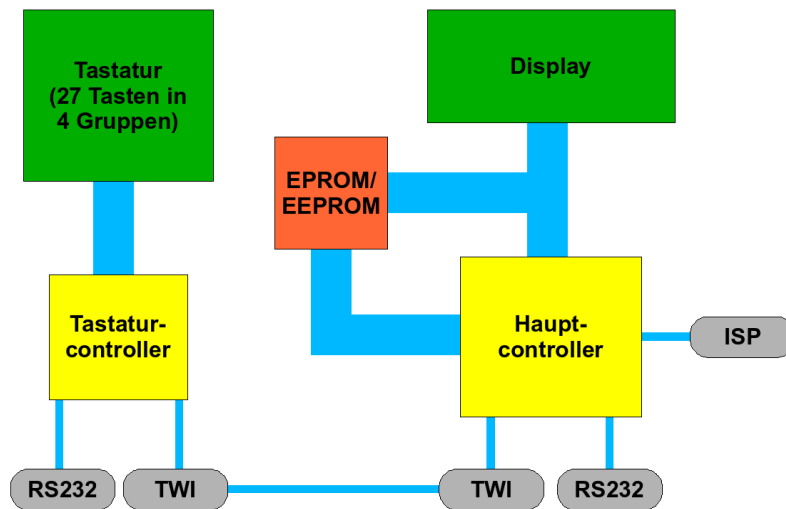 Tastatur
(27 Tasten in
4 Gruppen)
Display
EPROM/
EEPROM
Tastatur-
controller
Haupt-
controller
ISP
RS232
TWI
TWI
RS232